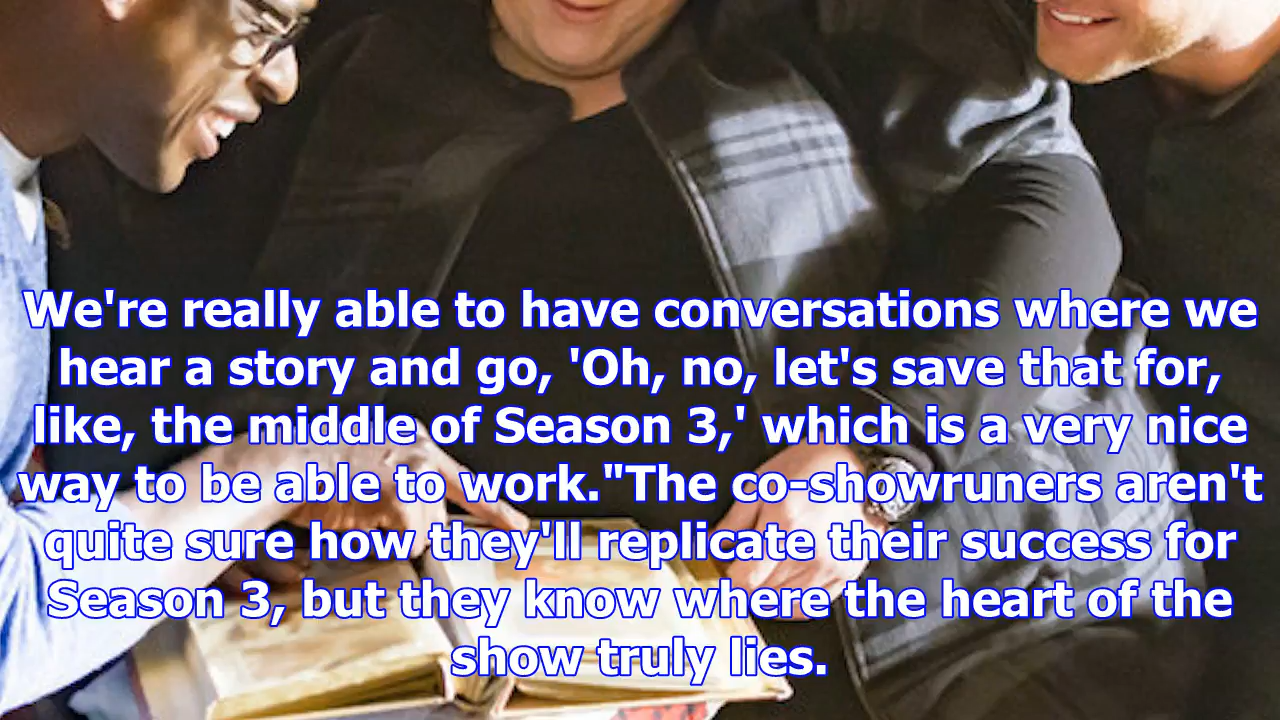 We're really able to have conversations where we
hear a story and go, 'Oh, no, let's save that for,
like, the middle of Season 3,' which is a very nice
way to be able to work."The co-showruners aren't
quite sure how they'll replicate their success for
Season 3, but they know where the heart of the
show truly lies.